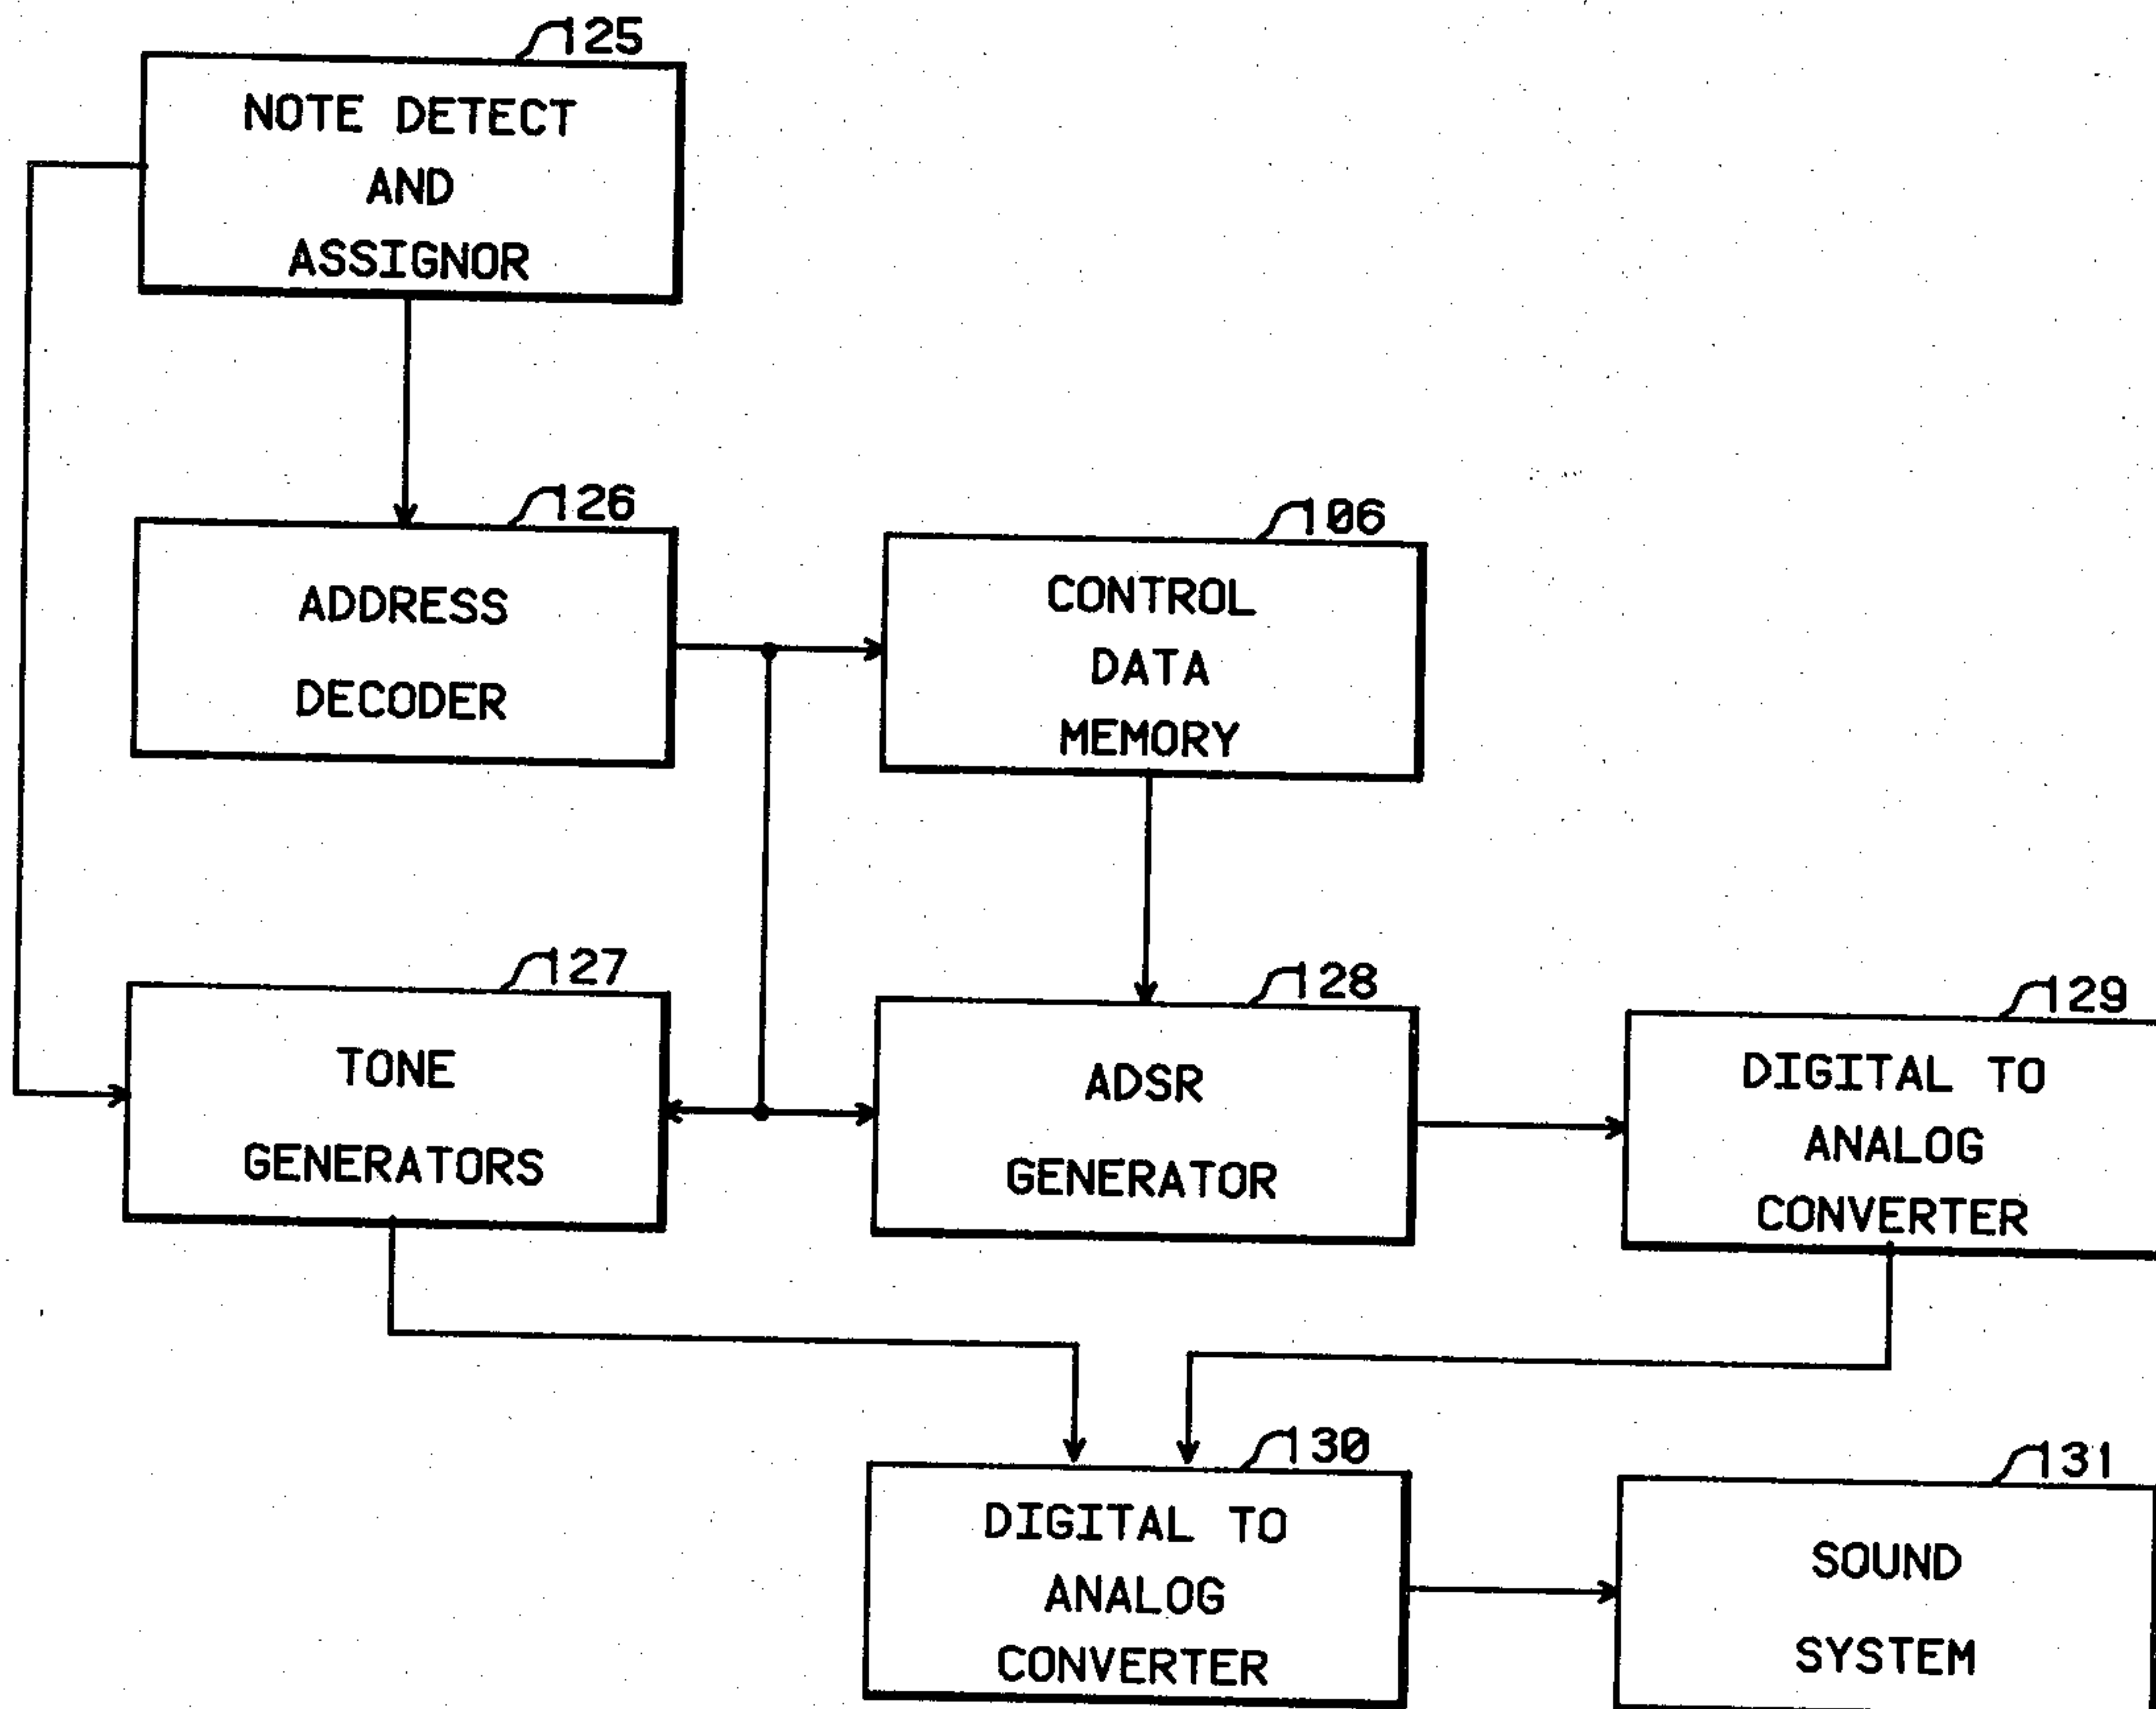 125
NOTE DETECT
AND
ASSIGNOR
126
ADDRESS
DECODER
106
CONTROL
DATA
MEMORY
127
TONE
GENERATORS
128
ADSR
GENERATOR
129
DIGITAL TO
ANALOG
CONVERTER
130
DIGITAL TO
ANALOG
CONVERTER
131
SOUND
SYSTEM